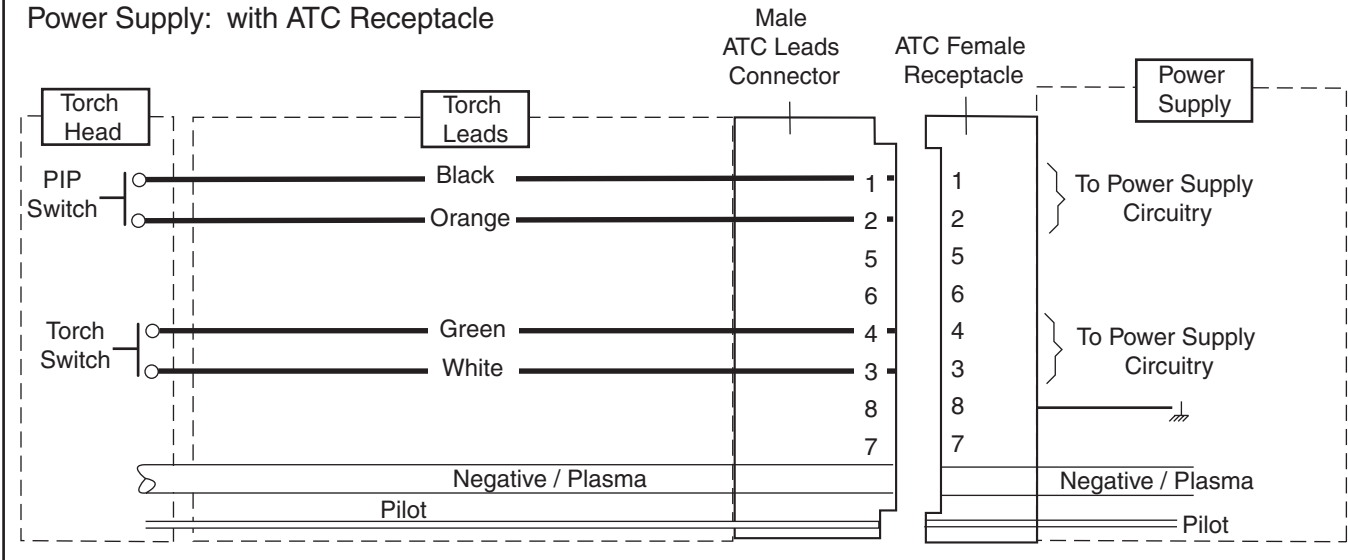 Power Supply: with ATC Receptacle
Male
ATC Leads
Connector
ATC Female
Receptacle
Power
Supply
Torch
Head
Torch
Leads
PIP
Switch
Black
1
1
To Power Supply
Circuitry
Orange
2
2
5
5
6
6
Torch
Switch
Green
4
4
To Power Supply
Circuitry
White
3
3
8
8
7
7
Negative / Plasma
Negative / Plasma
Pilot
Pilot